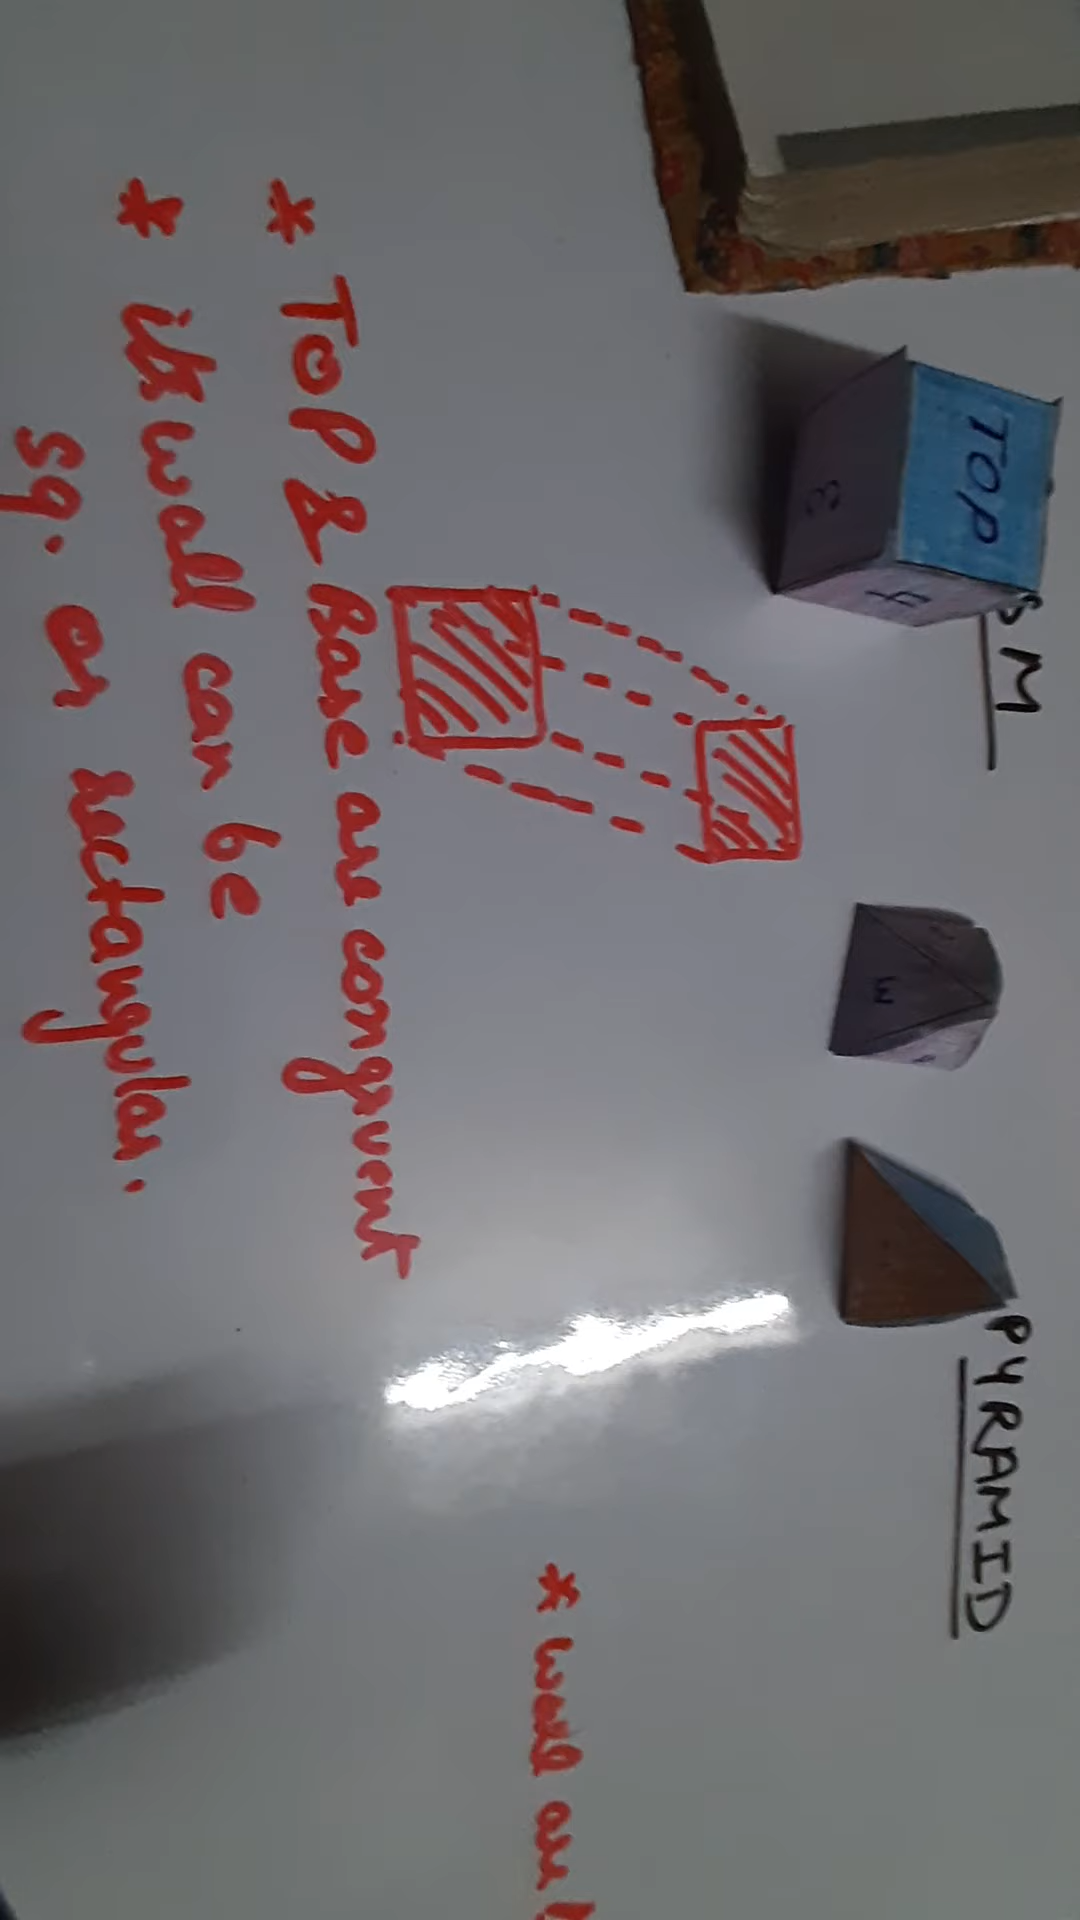 TOP
3
4
SM
PYRAMID
* TOP & Base are congruent
* its wall can be
sq. or rectangular.
* wall are